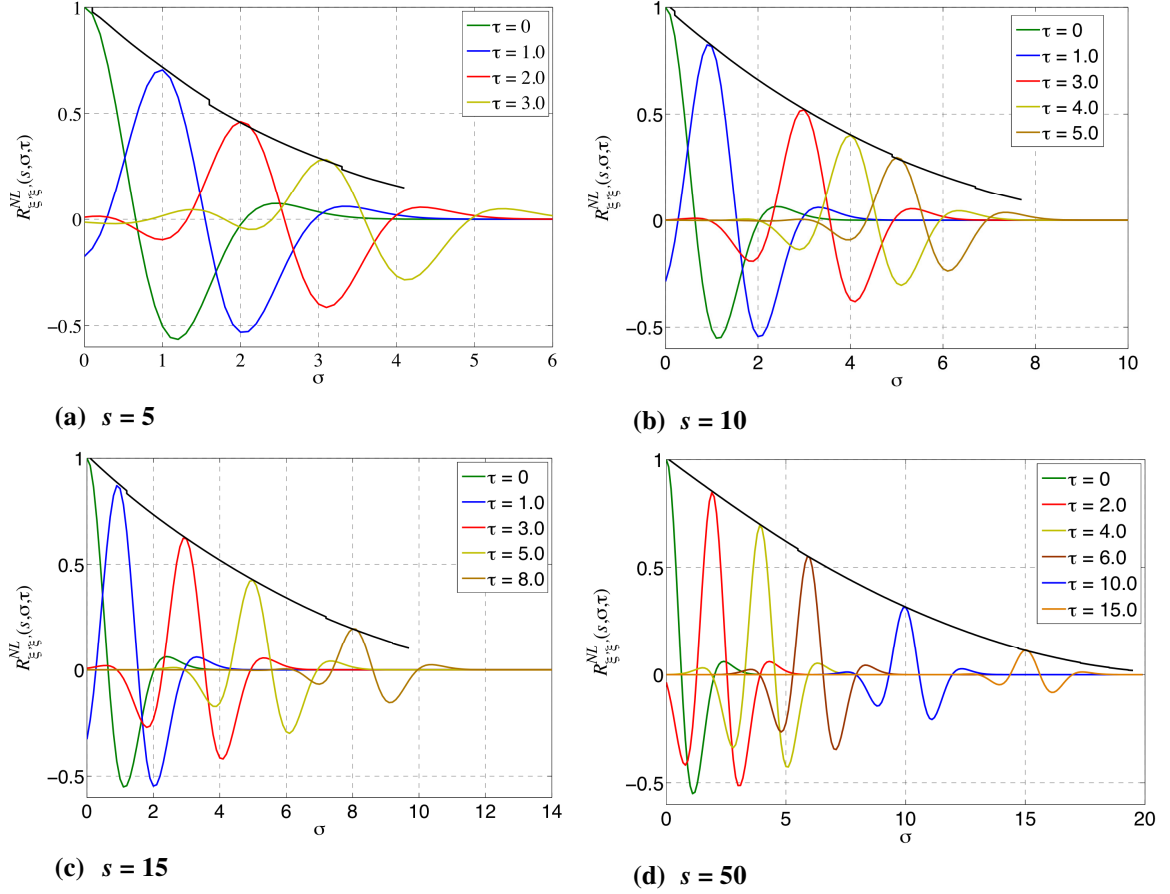 1
0.5
0
−0.5
R^{NL}_{ξ,ξ,}(s,σ,τ)
0 1 2 3 4 5 6
σ
τ = 0
τ = 1.0
τ = 2.0
τ = 3.0
(a) s = 5
1
0.5
0
−0.5
R^{NL}_{ξ,ξ,}(s,σ,τ)
0 2 4 6 8 10
σ
τ = 0
τ = 1.0
τ = 3.0
τ = 4.0
τ = 5.0
(b) s = 10
1
0.5
0
−0.5
R^{NL}_{ξ,ξ,}(s,σ,τ)
0 2 4 6 8 10 12 14
σ
τ = 0
τ = 1.0
τ = 3.0
τ = 5.0
τ = 8.0
(c) s = 15
1
0.5
0
−0.5
R^{NL}_{ξ,ξ,}(s,σ,τ)
0 5 10 15 20
σ
τ = 0
τ = 2.0
τ = 4.0
τ = 6.0
τ = 10.0
τ = 15.0
(d) s = 50